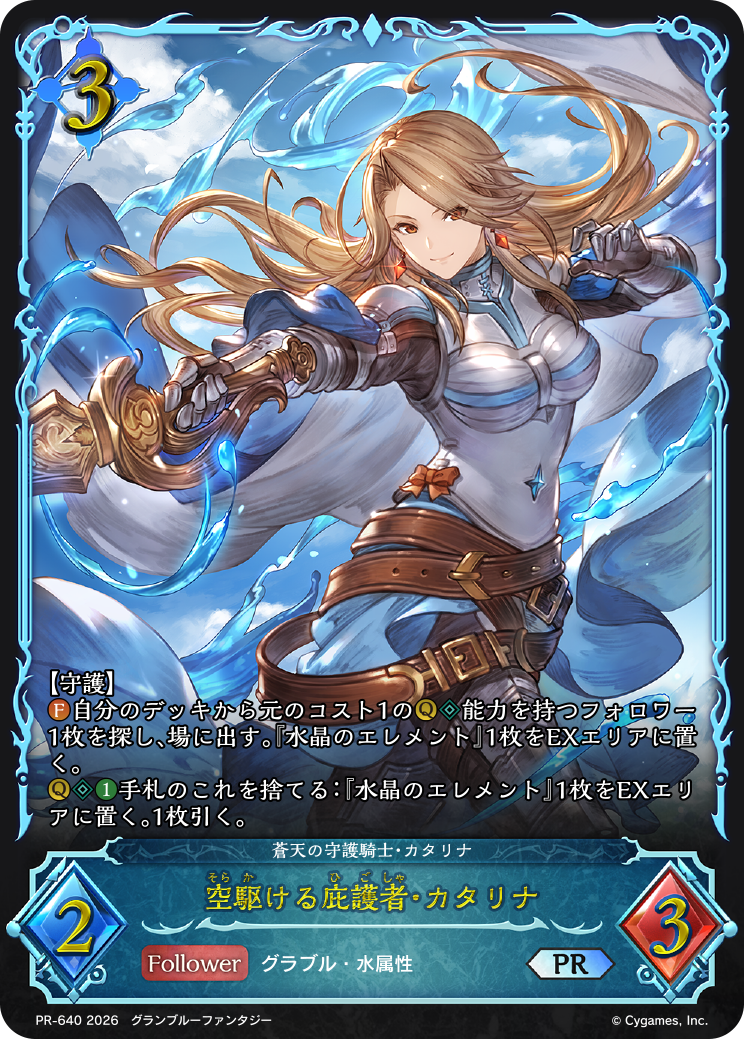 3
【守護】
F自分のデッキから元のコスト1のQ能力を持つフォロワー
1枚を探し、場に出す。『水晶のエレメント』1枚をEXエリアに置
く。
Q1手札のこれを捨てる：『水晶のエレメント』1枚をEXエリ
アに置く。1枚引く。
蒼天の守護騎士・カタリナ
そらか ひごしゃ
空駆ける庇護者・カタリナ
2
3
Follower グラブル・水属性 PR
PR-640 2026 グランブルーファンタジー © Cygames, Inc.